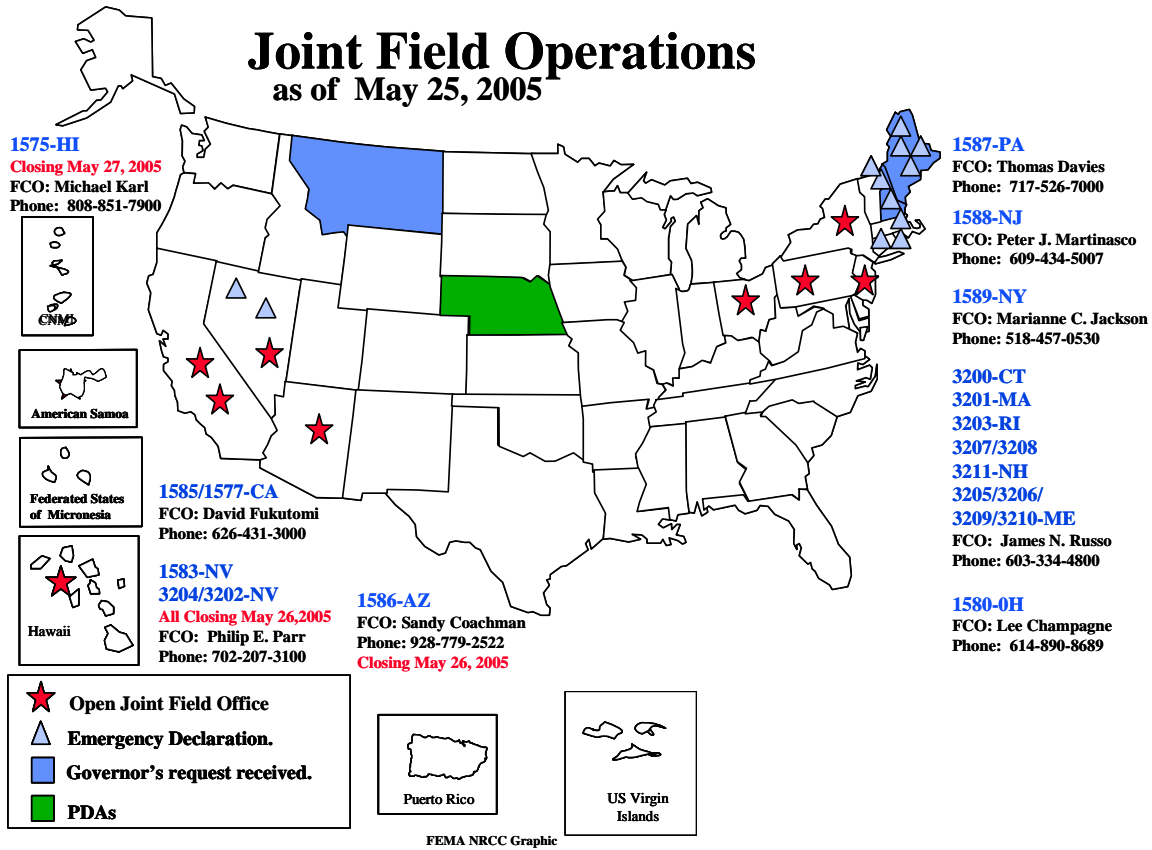 Joint Field Operations
as of May 25, 2005
1575-HI
Closing May 27, 2005
FCO: Michael Karl
Phone: 808-851-7900
CNMI
American Samoa
Federated States
of Micronesia
Hawaii
1585/1577-CA
FCO: David Fukutomi
Phone: 626-431-3000
1583-NV
3204/3202-NV
All Closing May 26,2005
FCO: Philip E. Parr
Phone: 702-207-3100
1586-AZ
FCO: Sandy Coachman
Phone: 928-779-2522
Closing May 26, 2005
1587-PA
FCO: Thomas Davies
Phone: 717-526-7000
1588-NJ
FCO: Peter J. Martinasco
Phone: 609-434-5007
1589-NY
FCO: Marianne C. Jackson
Phone: 518-457-0530
3200-CT
3201-MA
3203-RI
3207/3208
3211-NH
3205/3206/
3209/3210-ME
FCO: James N. Russo
Phone: 603-334-4800
1580-0H
FCO: Lee Champagne
Phone: 614-890-8689
Open Joint Field Office
Emergency Declaration.
Governor's request received.
PDAs
Puerto Rico
US Virgin
Islands
FEMA NRCC Graphic